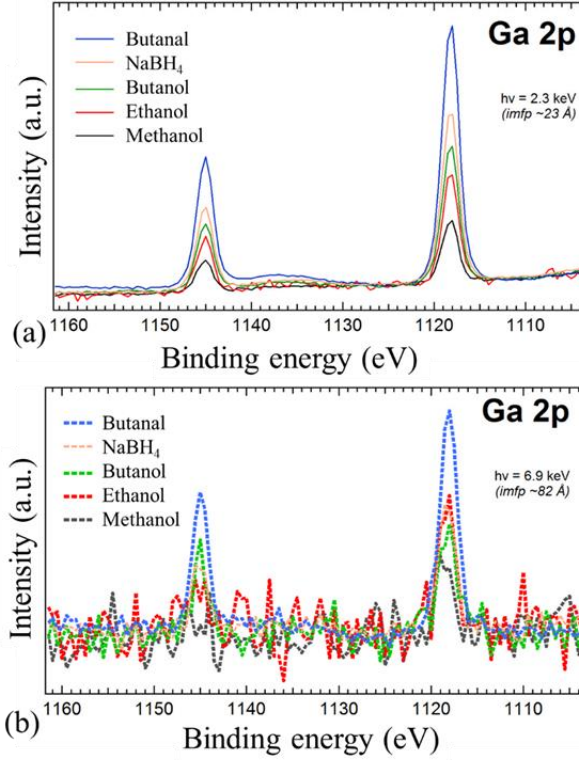 Ga 2p
Butanal
NaBH₄
Butanol
Ethanol
Methanol
hν = 2.3 keV
(imfp ~23 Å)
Intensity (a.u.)
1160 1150 1140 1130 1120 1110
(a)
Binding energy (eV)
Ga 2p
Butanal
NaBH₄
Butanol
Ethanol
Methanol
hν = 6.9 keV
(imfp ~82 Å)
Intensity (a.u.)
1160 1150 1140 1130 1120 1110
(b)
Binding energy (eV)